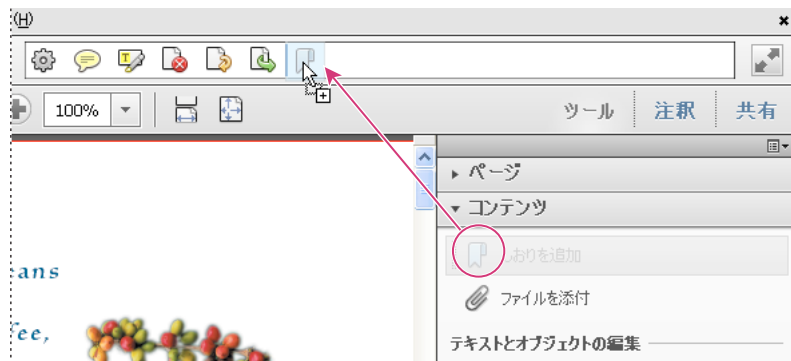 (H)
100%
ツール 注釈 共有
ページ
コンテンツ
しおりを追加
ファイルを添付
テキストとオブジェクトの編集
ans
fee,